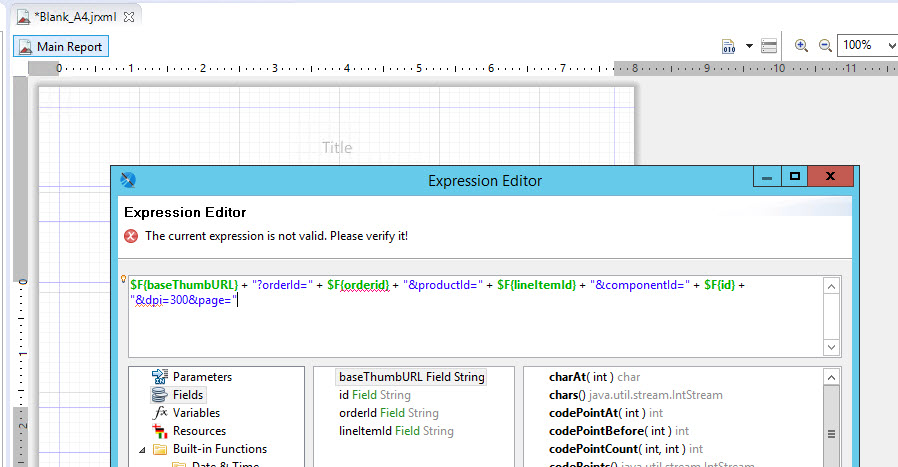 *Blank_A4.jrxml
Main Report
010
100%
0 1 2 3 4 5 6 7 8 9 10 11
Title
Expression Editor
Expression Editor
The current expression is not valid. Please verify it!
0
$F{baseThumbURL} + "?orderId=" + $F{orderid} + "&productId=" + $F{lineItemId} + "&componentId=" + $F{id} +
"&dpi=300&page="
1
Parameters
baseThumbURL Field String
charAt( int ) char
Fields
id Field String
chars() java.util.stream.IntStream
Variables
orderId Field String
codePointAt( int ) int
2
Resources
lineItemId Field String
codePointBefore( int ) int
Built-in Functions
codePointCount( int, int ) int
Date & Time
codePoints() java.util.stream.IntStream